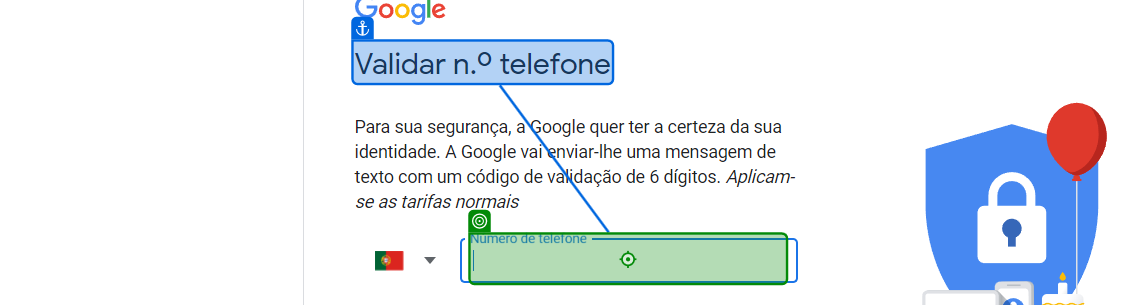 Google
Validar n.º telefone
Para sua segurança, a Google quer ter a certeza da sua
identidade. A Google vai enviar-lhe uma mensagem de
texto com um código de validação de 6 dígitos. Aplicam-
se as tarifas normais
Número de telefone